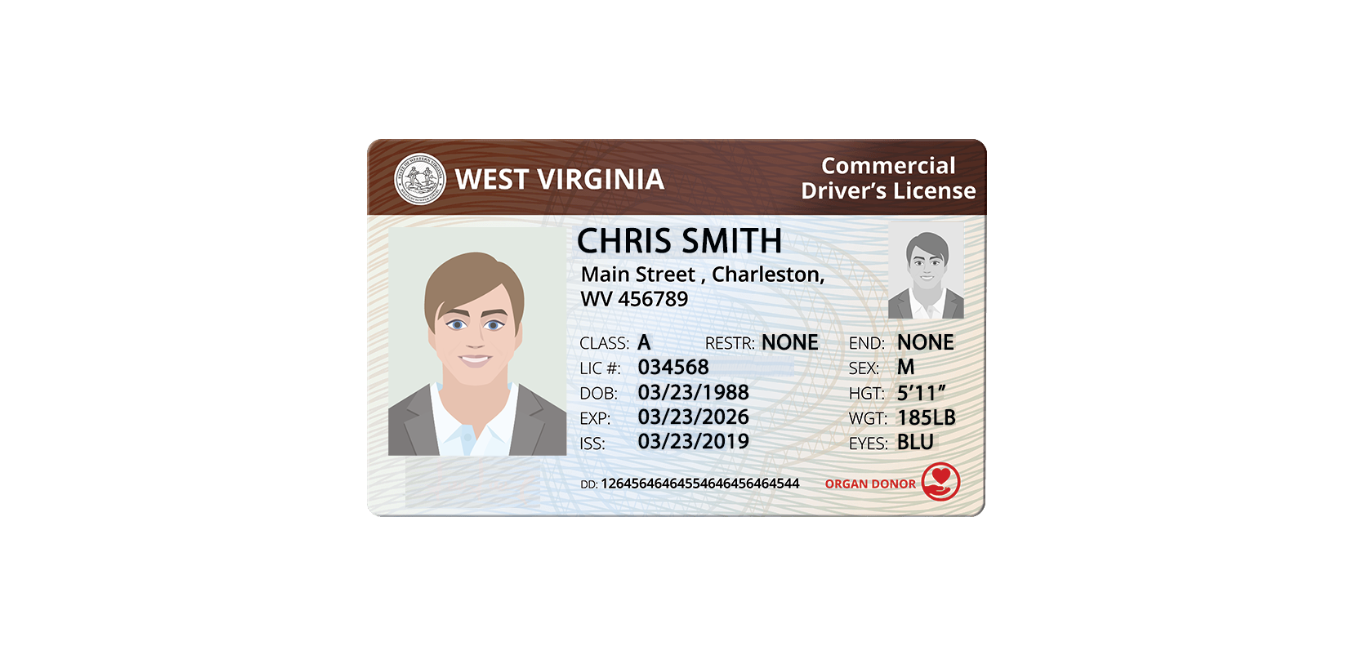 WEST VIRGINIA
Commercial
Driver's License
CHRIS SMITH
Main Street , Charleston,
WV 456789
CLASS: A RESTR: NONE END: NONE
LIC #: 034568 SEX: M
DOB: 03/23/1988 HGT: 5'11"
EXP: 03/23/2026 WGT: 185LB
ISS: 03/23/2019 EYES: BLU
DD: 12645646464554646456464544 ORGAN DONOR